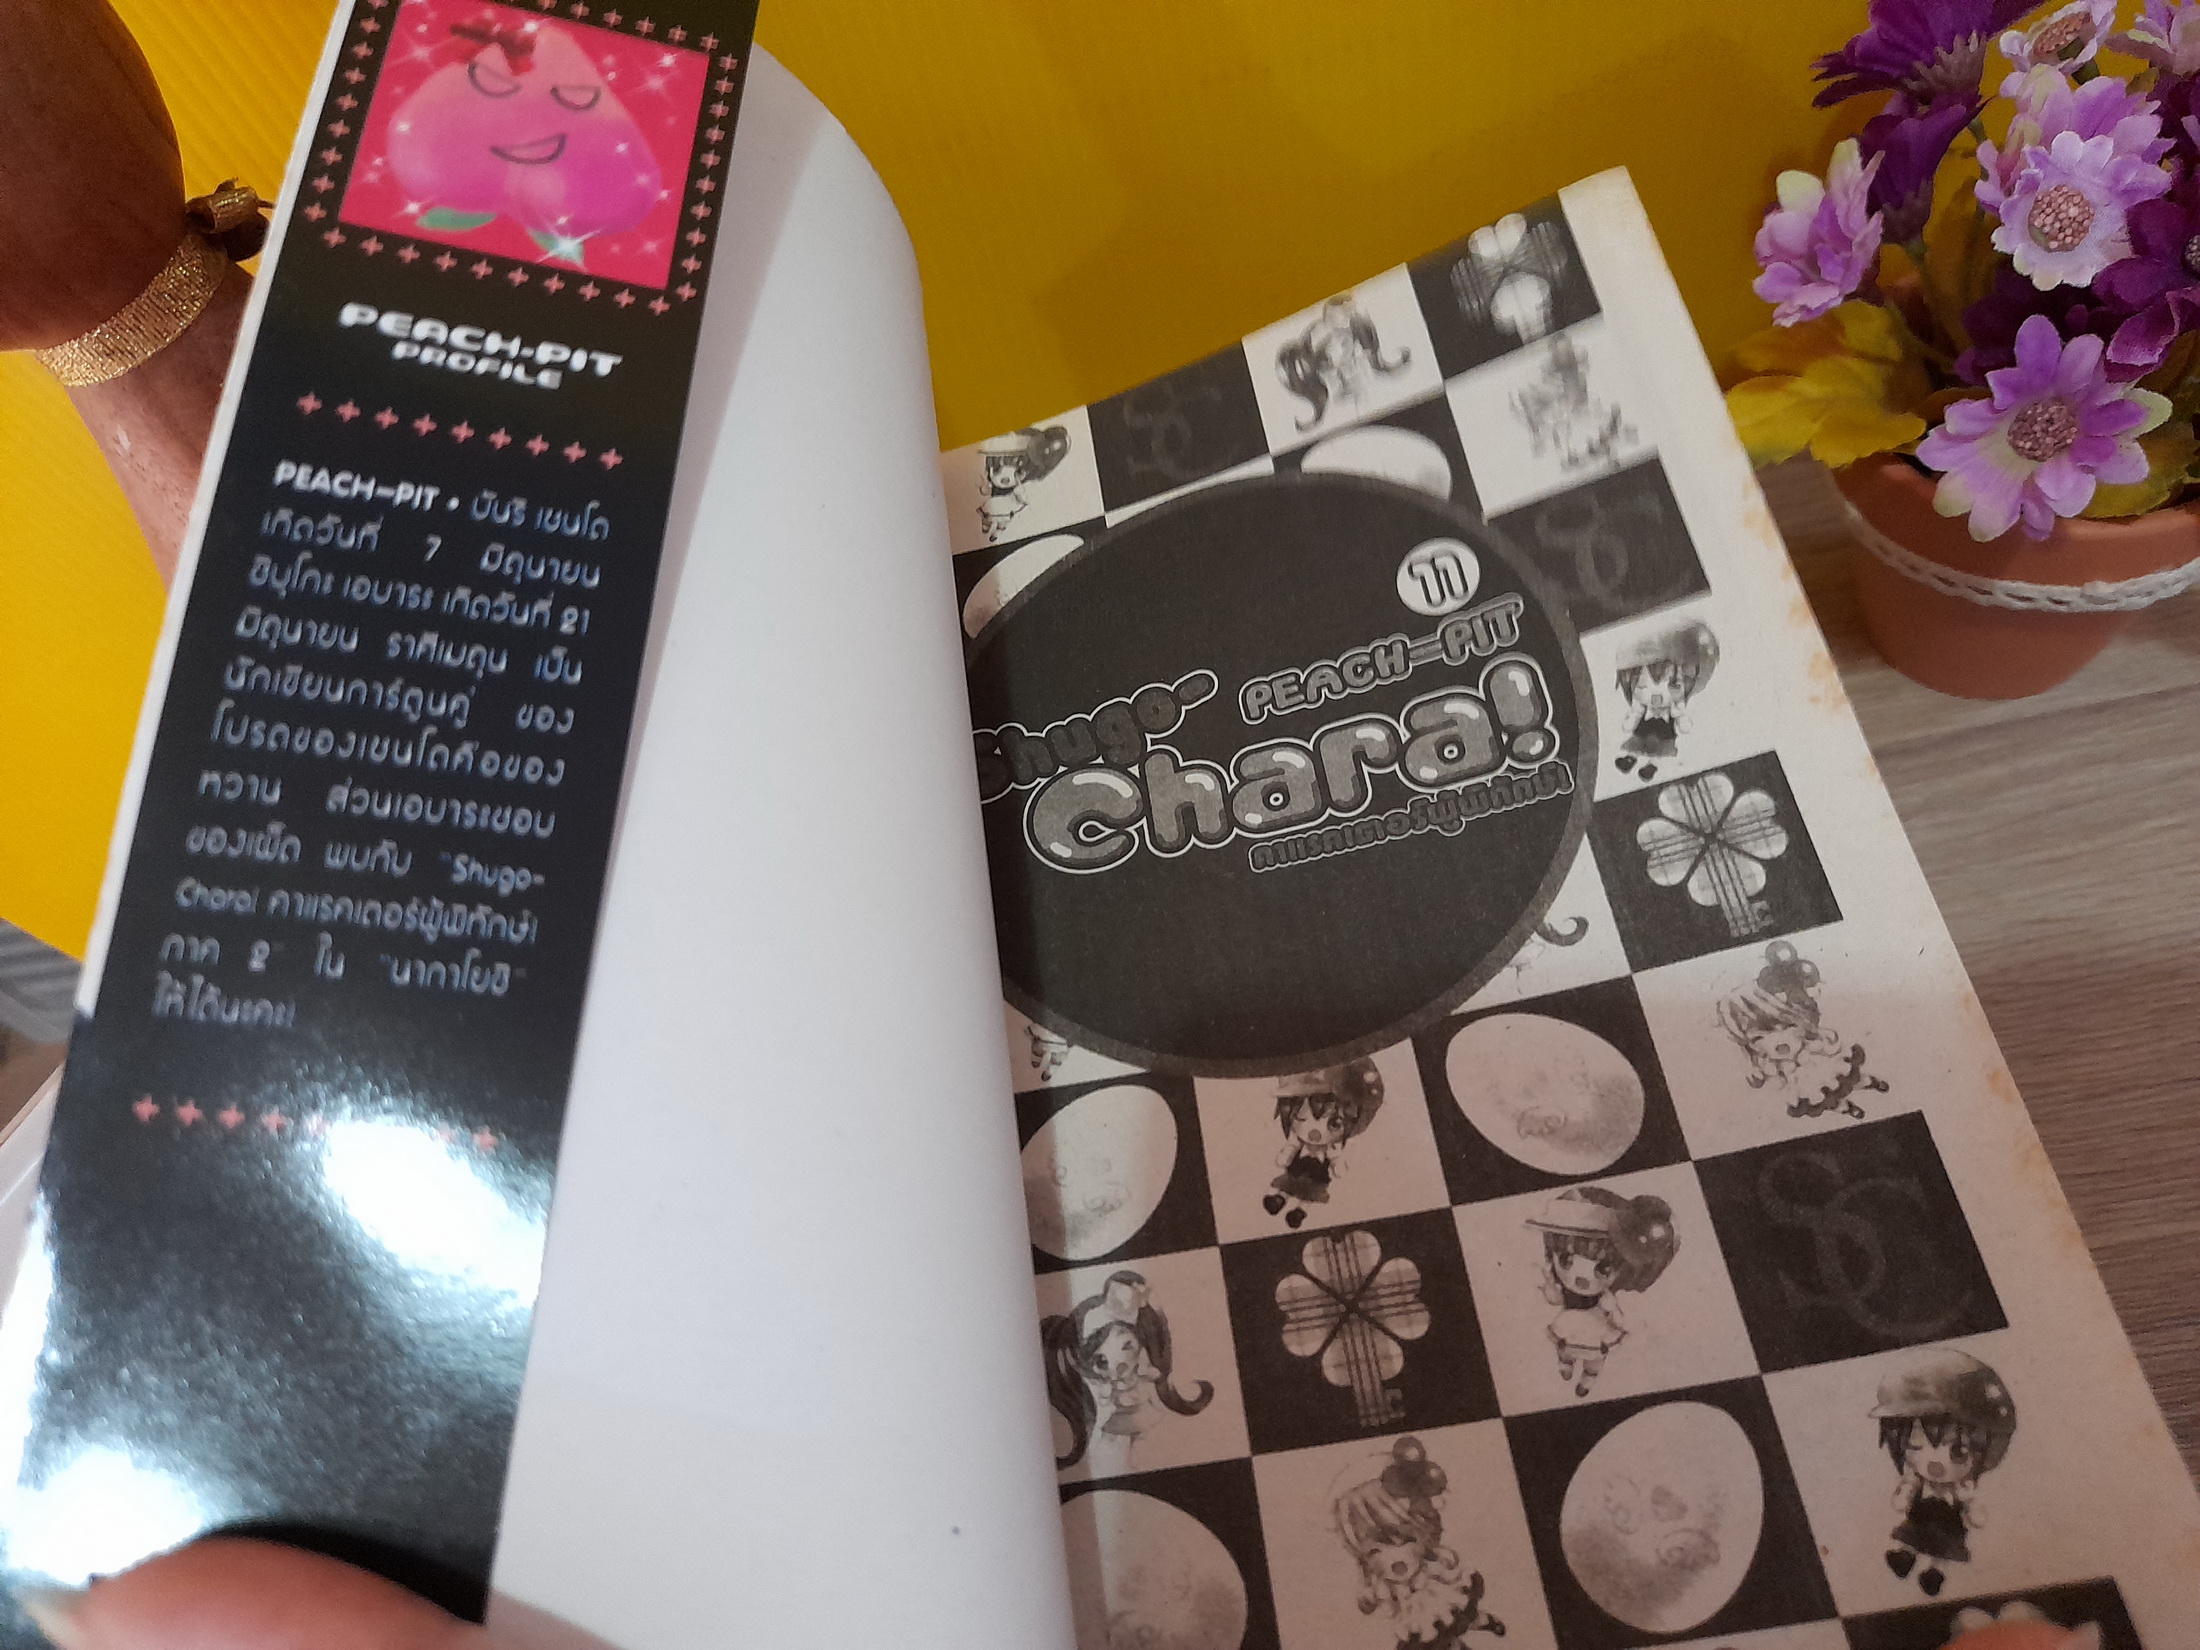 PEACH-PIT
PROFILE
PEACH-PIT • บันริ เซนโด
เกิดวันที่ 7 มิถุนายน
ชิบุโกะ เอบาระ เกิดวันที่ 21
มิถุนายน ราศีเมถุน เป็น
นักเขียนการ์ตูนคู่ ของ
โปรดของเซนโดคือของ
หวาน ส่วนเอบาระชอบ
ของเผ็ด พบกับ "Shugo-
Chara! คาแรคเตอร์ผู้พิทักษ์!
ภาค 2" ใน "นากาโยชิ"
ให้ได้นะคะ!
11
PEACH-PIT
Shugo-
Chara!
คาแรคเตอร์ผู้พิทักษ์!